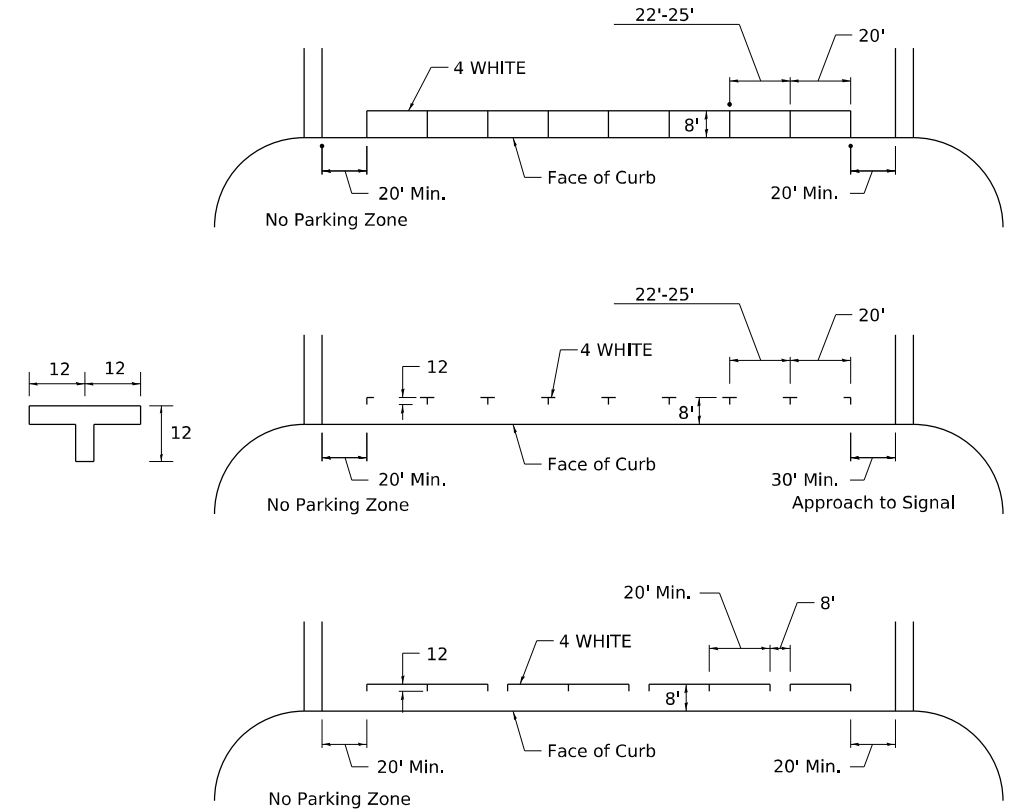 22'-25'
20'
4 WHITE
8'
Face of Curb
20' Min.
20' Min.
No Parking Zone
22'-25'
20'
4 WHITE
12
12
12
12
8'
Face of Curb
20' Min.
30' Min.
No Parking Zone
Approach to Signal
20' Min.
8'
4 WHITE
12
8'
Face of Curb
20' Min.
20' Min.
No Parking Zone